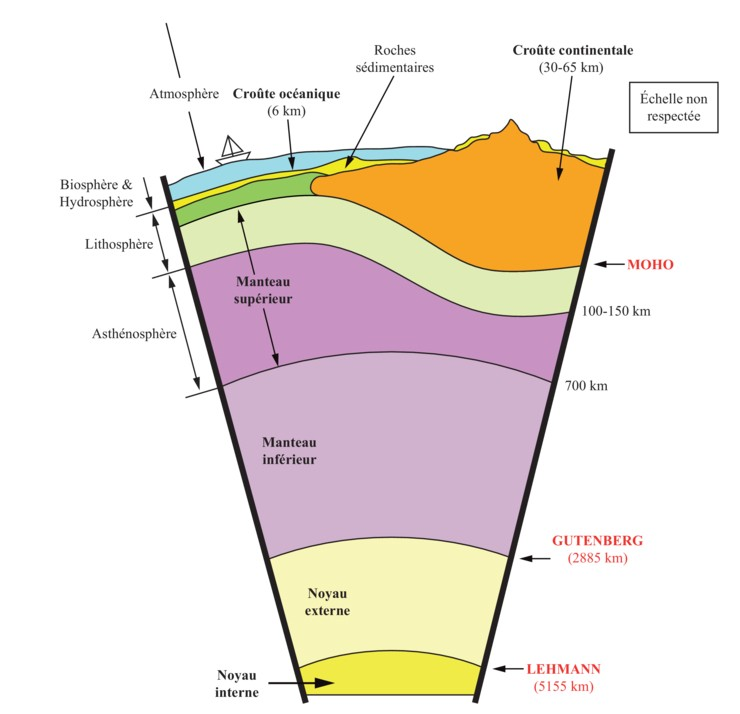 Roches
sédimentaires
Croûte continentale
(30-65 km)
Échelle non
respectée
Atmosphère
Croûte océanique
(6 km)
Biosphère &
Hydrosphère
Lithosphère
MOHO
Manteau
supérieur
100-150 km
Asthénosphère
700 km
Manteau
inférieur
GUTENBERG
(2885 km)
Noyau
externe
LEHMANN
(5155 km)
Noyau
interne